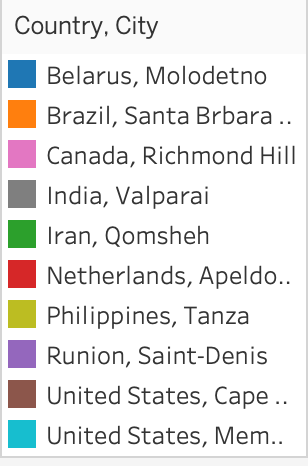 Country, City
Belarus, Molodetno
Brazil, Santa Brbara ..
Canada, Richmond Hill
India, Valparai
Iran, Qomsheh
Netherlands, Apeldo..
Philippines, Tanza
Runion, Saint-Denis
United States, Cape ..
United States, Mem..